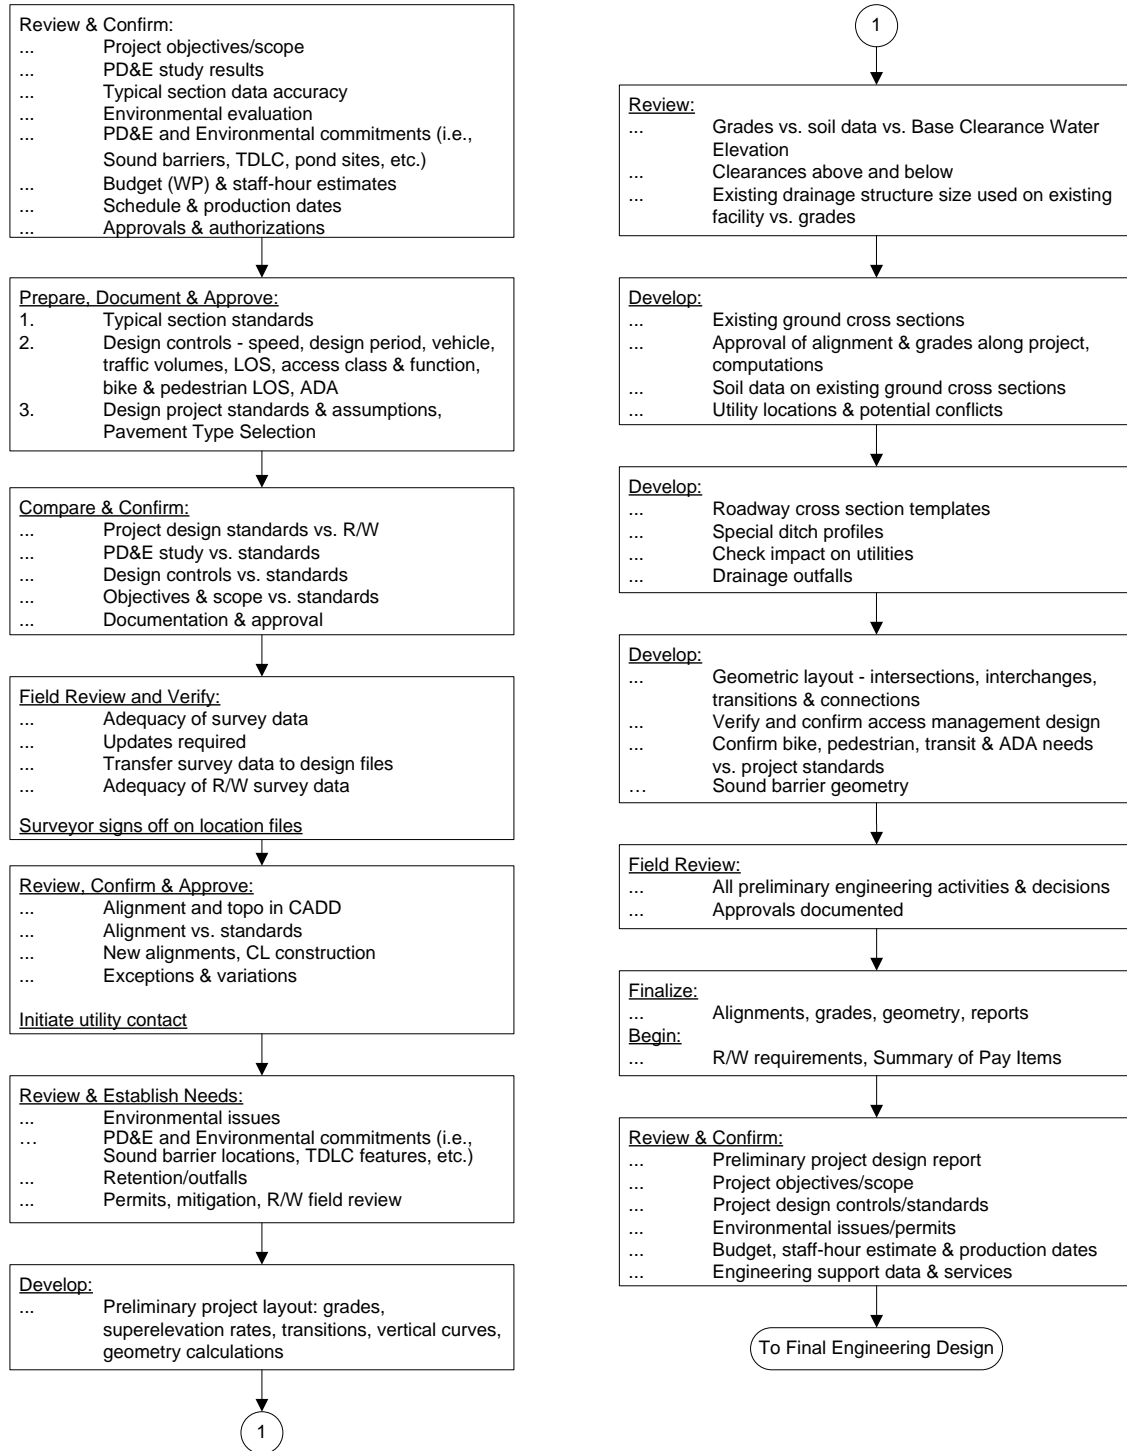 Review & Confirm:
... Project objectives/scope
... PD&E study results
... Typical section data accuracy
... Environmental evaluation
... PD&E and Environmental commitments (i.e.,
Sound barriers, TDLC, pond sites, etc.)
... Budget (WP) & staff-hour estimates
... Schedule & production dates
... Approvals & authorizations
Prepare, Document & Approve:
1. Typical section standards
2. Design controls - speed, design period, vehicle,
traffic volumes, LOS, access class & function,
bike & pedestrian LOS, ADA
3. Design project standards & assumptions,
Pavement Type Selection
Compare & Confirm:
... Project design standards vs. R/W
... PD&E study vs. standards
... Design controls vs. standards
... Objectives & scope vs. standards
... Documentation & approval
Field Review and Verify:
... Adequacy of survey data
... Updates required
... Transfer survey data to design files
... Adequacy of R/W survey data
Surveyor signs off on location files
Review, Confirm & Approve:
... Alignment and topo in CADD
... Alignment vs. standards
... New alignments, CL construction
... Exceptions & variations
Initiate utility contact
Review & Establish Needs:
... Environmental issues
… PD&E and Environmental commitments (i.e.,
Sound barrier locations, TDLC features, etc.)
... Retention/outfalls
... Permits, mitigation, R/W field review
Develop:
... Preliminary project layout: grades,
superelevation rates, transitions, vertical curves,
geometry calculations
1
1
Review:
... Grades vs. soil data vs. Base Clearance Water
Elevation
... Clearances above and below
... Existing drainage structure size used on existing
facility vs. grades
Develop:
... Existing ground cross sections
... Approval of alignment & grades along project,
computations
... Soil data on existing ground cross sections
... Utility locations & potential conflicts
Develop:
... Roadway cross section templates
... Special ditch profiles
... Check impact on utilities
... Drainage outfalls
Develop:
... Geometric layout - intersections, interchanges,
transitions & connections
... Verify and confirm access management design
... Confirm bike, pedestrian, transit & ADA needs
vs. project standards
… Sound barrier geometry
Field Review:
... All preliminary engineering activities & decisions
... Approvals documented
Finalize:
... Alignments, grades, geometry, reports
Begin:
... R/W requirements, Summary of Pay Items
Review & Confirm:
... Preliminary project design report
... Project objectives/scope
... Project design controls/standards
... Environmental issues/permits
... Budget, staff-hour estimate & production dates
... Engineering support data & services
To Final Engineering Design